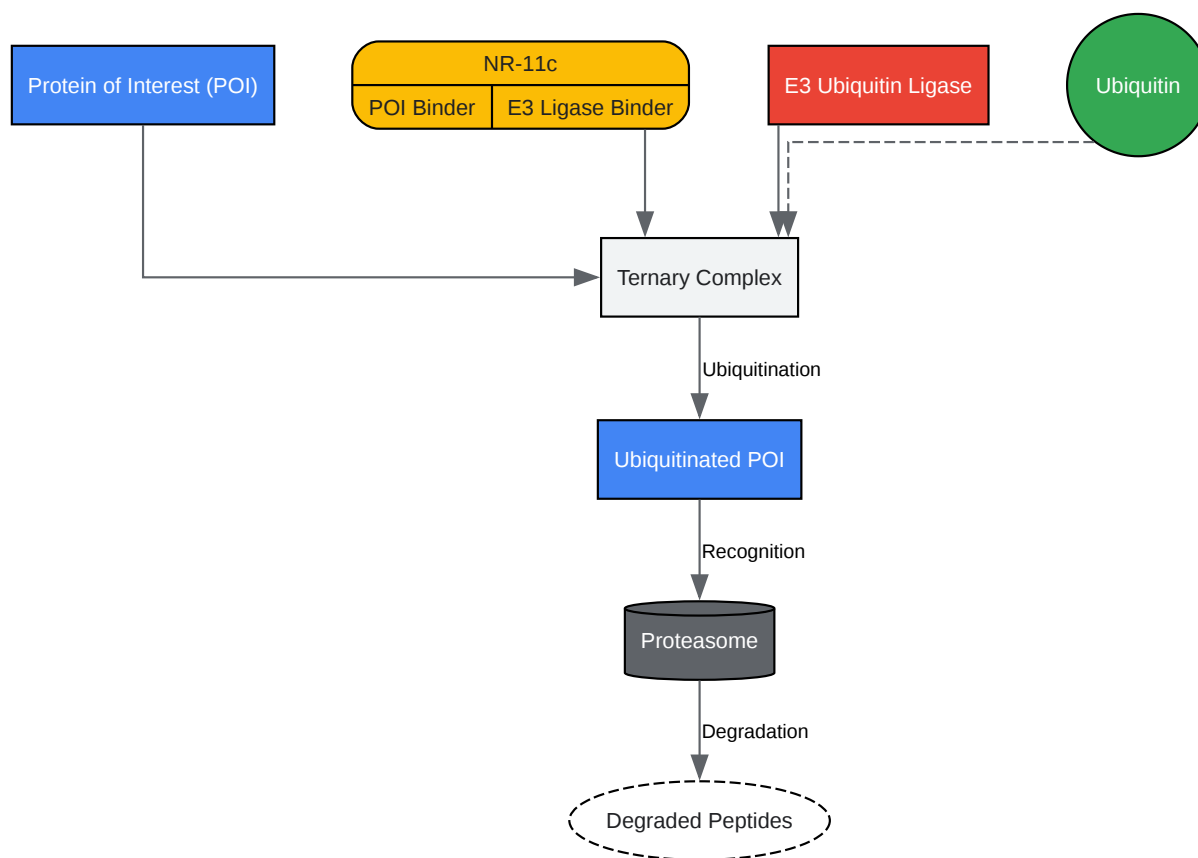 Protein of Interest (POI)
NR-11c
POI Binder
E3 Ligase Binder
E3 Ubiquitin Ligase
Ubiquitin
Ternary Complex
Ubiquitination
Ubiquitinated POI
Recognition
Proteasome
Degradation
Degraded Peptides